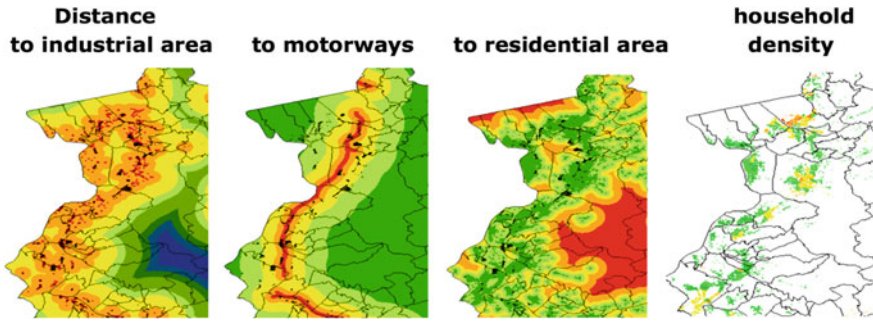 Distance
to industrial area
to motorways
to residential area
household
density